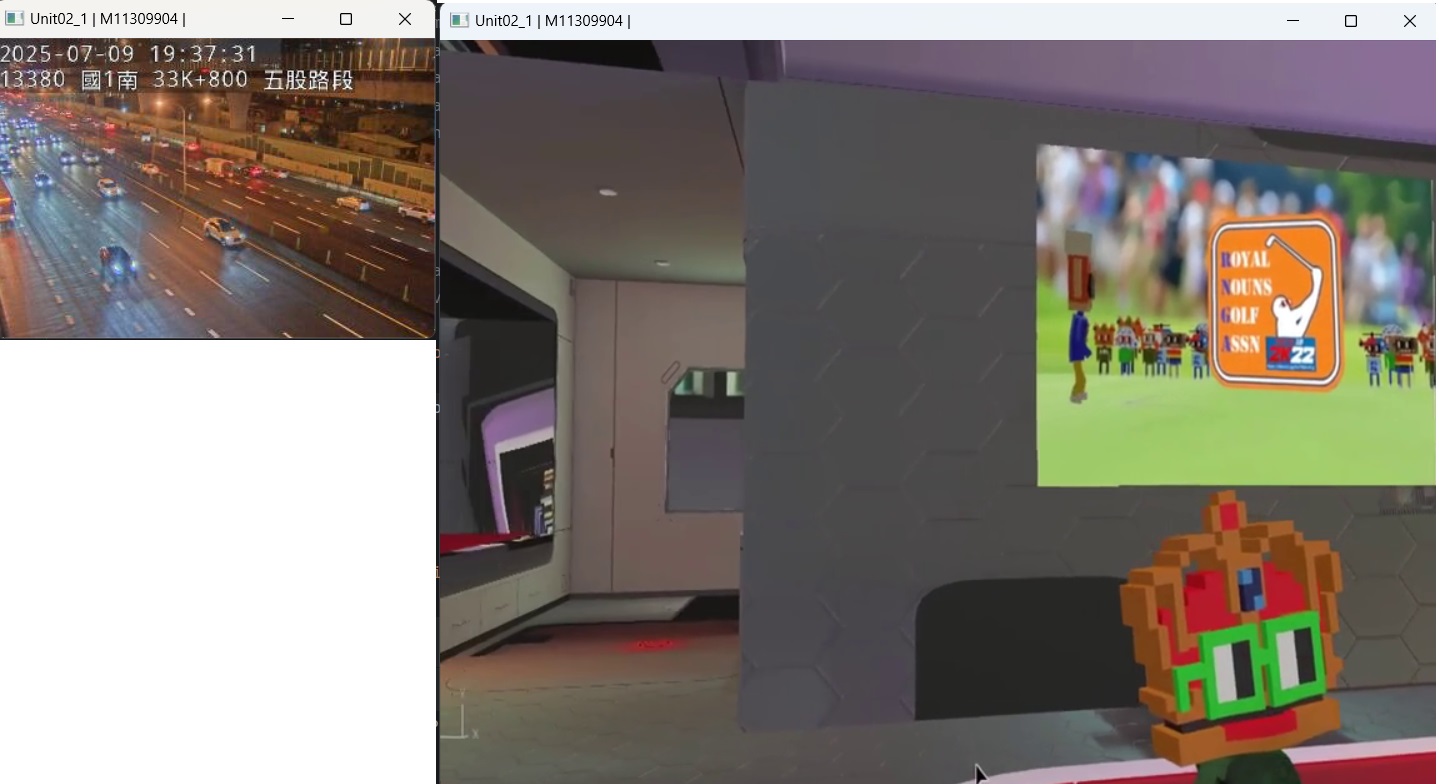 Unit02_1 | M11309904 |
2025-07-09 19:37:31
13380 國1南 33K+800 五股路段
Unit02_1 | M11309904 |
ROYAL
NOUNS
GOLF
ASSN
2K22
Y
X